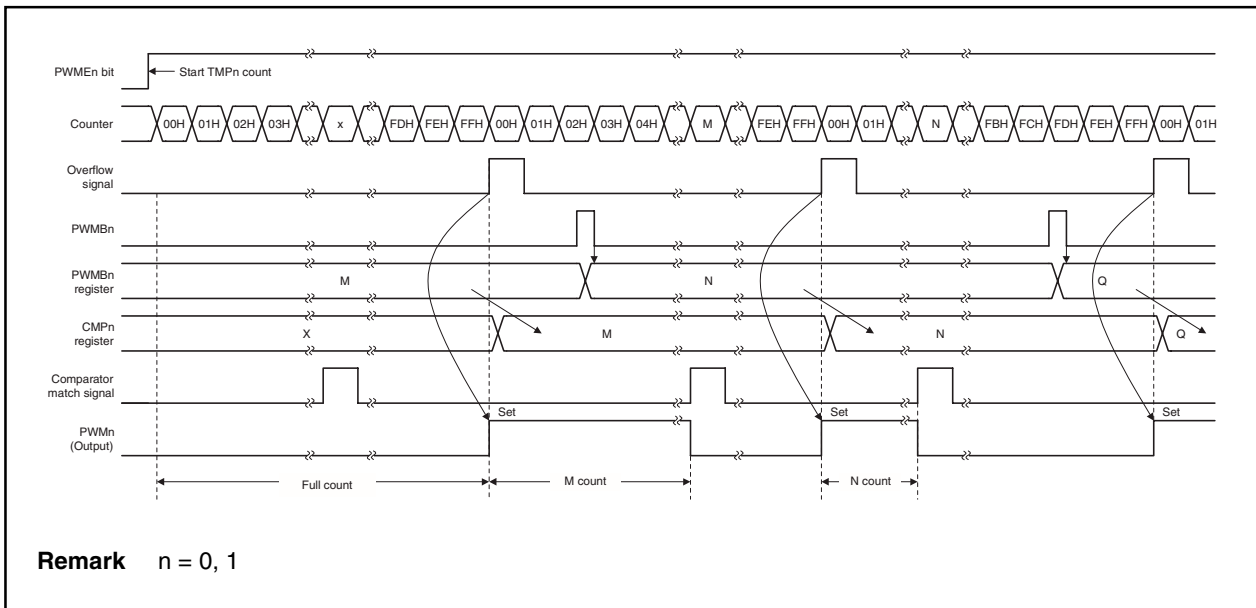 PWMEn bit
Start TMPn count
Counter
00H 01H 02H 03H x FDH FEH FFH 00H 01H 02H 03H 04H M FEH FFH 00H 01H N FBH FCH FDH FEH FFH 00H 01H
Overflow
signal
PWMBn
PWMBn
register
M N Q
CMPn
register
X M N Q
Comparator
match signal
Set Set Set
PWMn
(Output)
Full count M count N count
Remark n = 0, 1